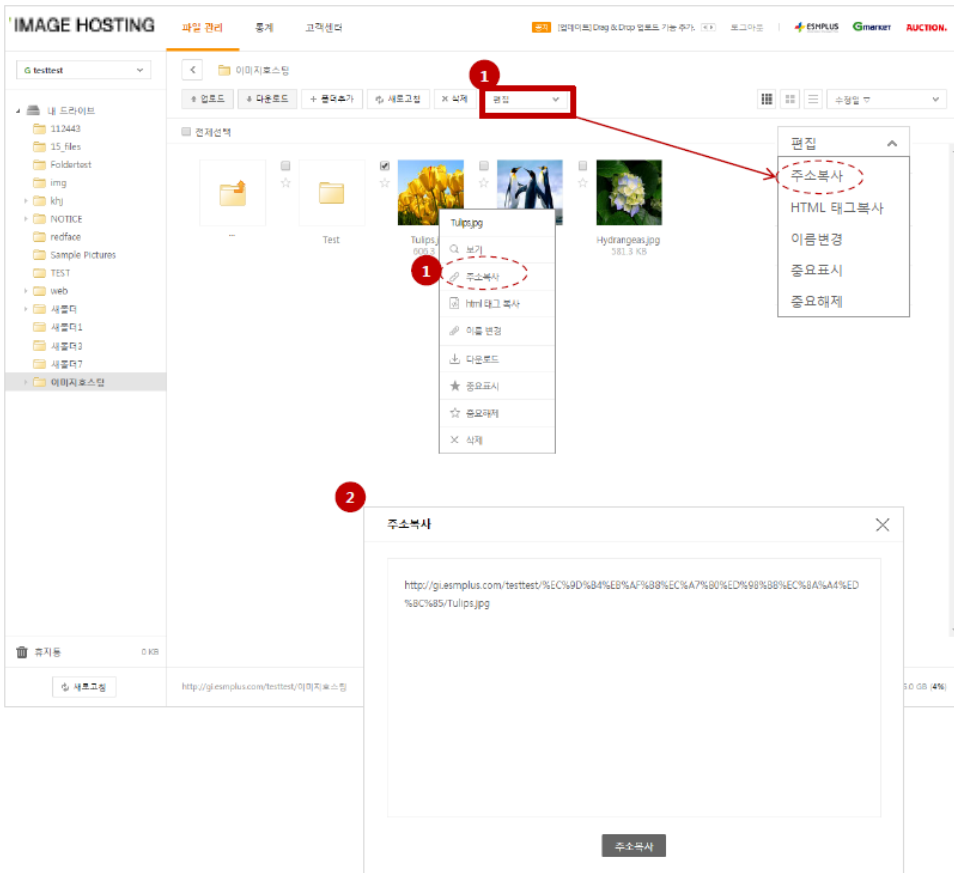 IMAGE HOSTING
파일 관리
통계
고객센터
공지 [업데이트] Drag & Drop 업로드 기능 추가.
로그아웃
ESMPLUS
Gmarket
AUCTION.
G testtest
이미지호스팅
1
업로드
다운로드
+ 폴더추가
새로고침
× 삭제
편집
수정일 ▽
내 드라이브
112443
15_files
Foldertest
img
khj
NOTICE
redface
Sample Pictures
TEST
web
새폴더
새폴더1
새폴더7
이미지호스팅
전체선택
편집
주소복사
HTML 태그복사
이름변경
중요표시
중요해제
...
Test
Hydrangeas.jpg
581.3 KB
Tulips.jpg
보기
1
주소복사
html 태그 복사
이름 변경
다운로드
중요표시
중요해제
삭제
2
주소복사
http://gi.esmplus.com/testtest/%EC%9D%B4%EB%AF%B8%EC%A7%80%ED%98%B8%EC%8A%A4%ED
%8C%85/Tulips.jpg
주소복사
휴지통
0 KB
새로고침
http://gi.esmplus.com/testtest/이미지호스팅
(4%)